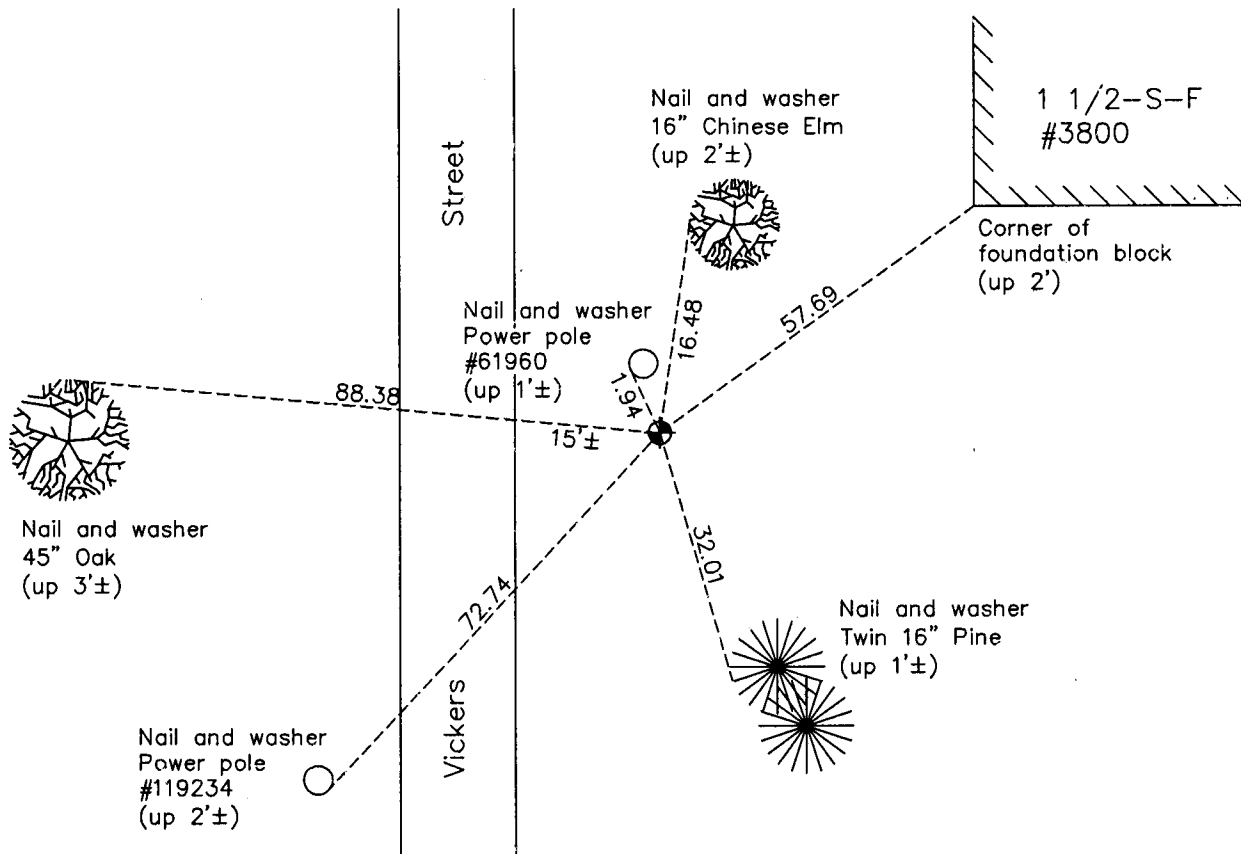 Nail and washer
16" Chinese Elm
(up 2'±)
1 1/2-S-F
#3800
Street
Corner of
foundation block
(up 2')
57.69
16.48
Nail and washer
Power pole
#61960
(up 1'±)
1.94
88.38
15'±
Nail and washer
45" Oak
(up 3'±)
32.01
72.74
Nail and washer
Twin 16" Pine
(up 1'±)
Vickers
Nail and washer
Power pole
#119234
(up 2'±)